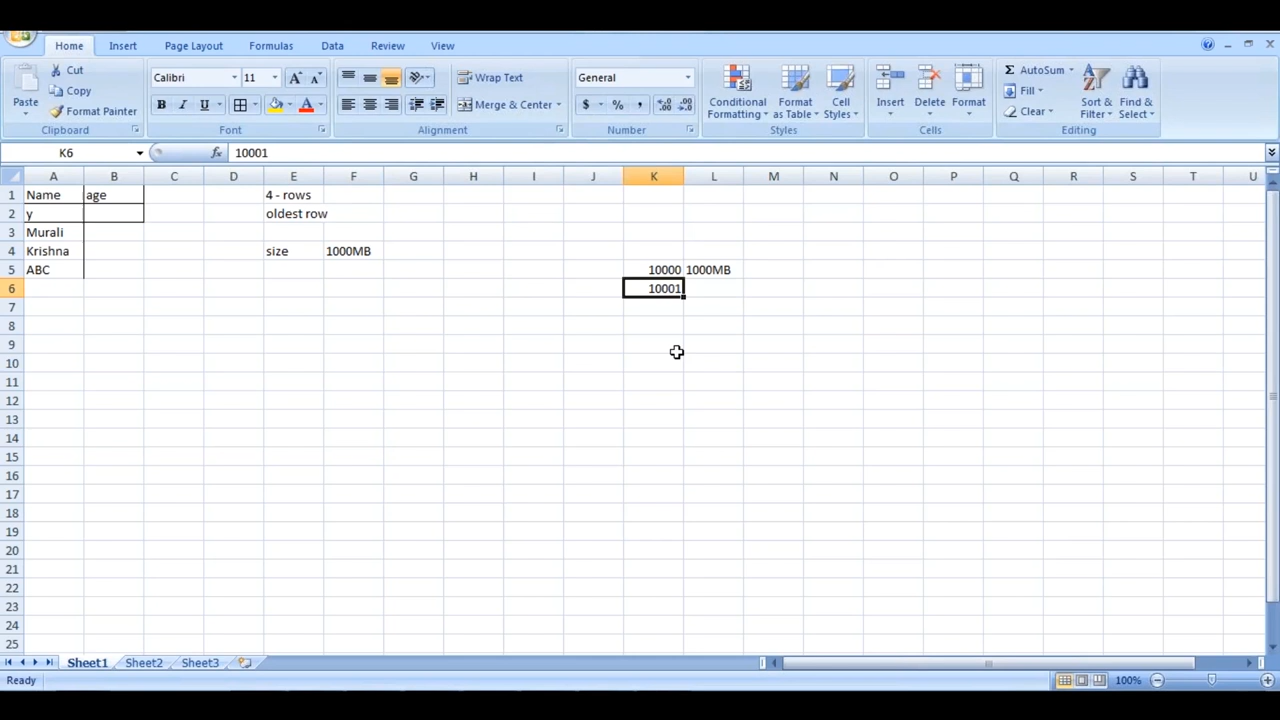 Home Insert Page Layout Formulas Data Review View
Cut
Copy
Format Painter
Paste
Clipboard
Calibri 11
B I U
Font
Wrap Text
Merge & Center
Alignment
General
$ % ,
Number
Conditional Formatting
Format as Table
Cell Styles
Styles
Insert Delete Format
Cells
AutoSum
Fill
Clear
Sort & Filter
Find & Select
Editing
K6 fx 10001
A B C D E F G H I J K L M N O P Q R S T U
1 Name age 4 - rows
2 y oldest row
3 Murali
4 Krishna size 1000MB
5 ABC 10000 1000MB
6 10001
7
8
9
10
11
12
13
14
15
16
17
18
19
20
21
22
23
24
25
Sheet1 Sheet2 Sheet3
Ready 100%